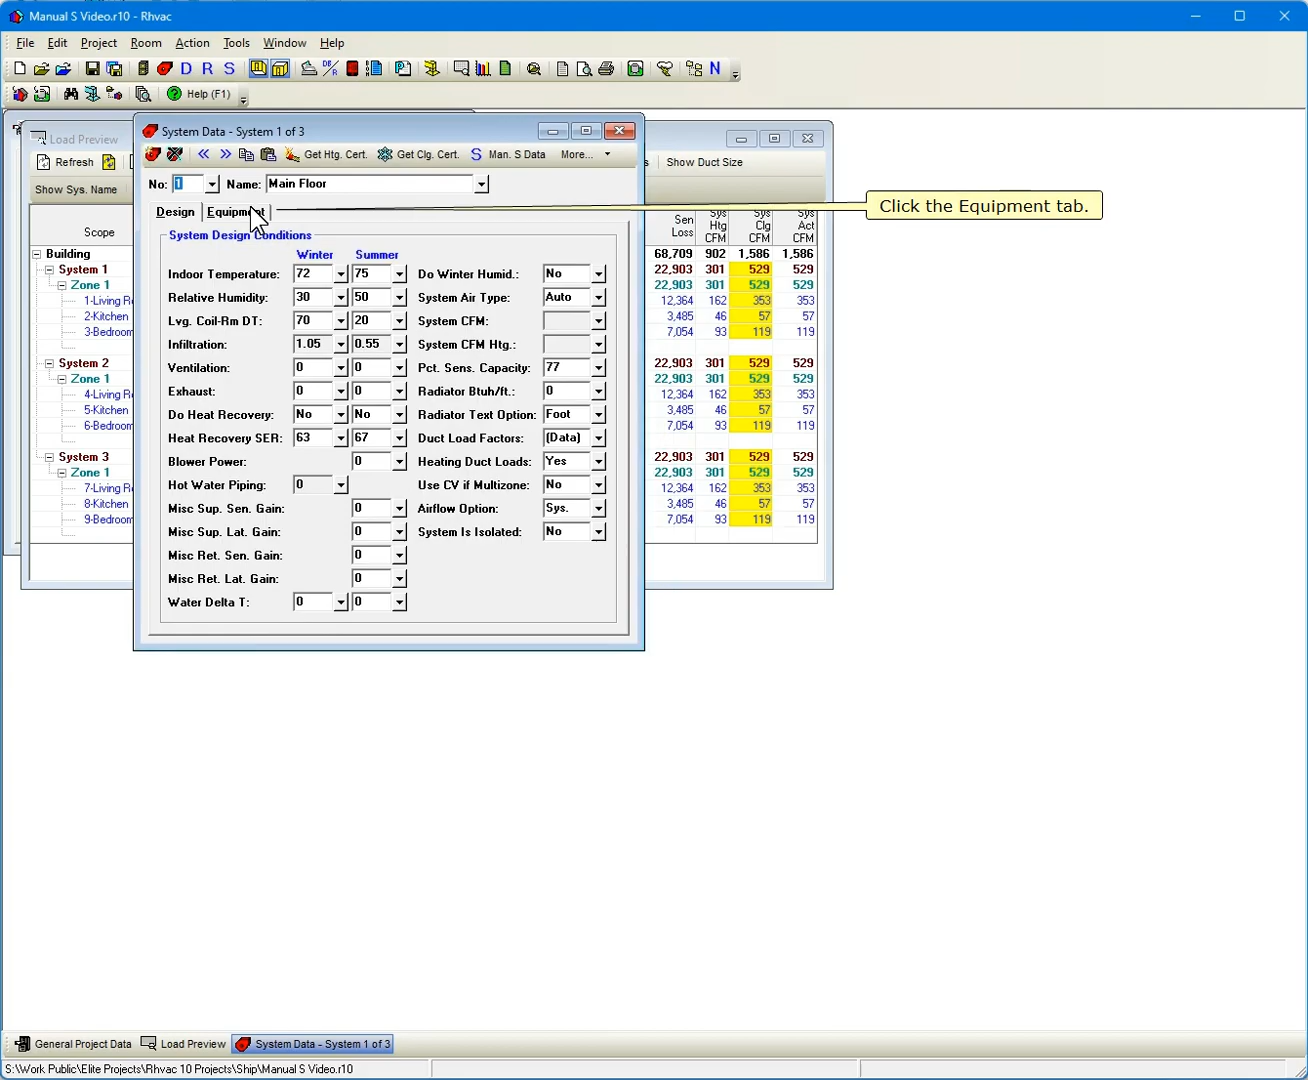 Manual S Video.r10 - Rhvac
File Edit Project Room Action Tools Window Help
D R S DB/R N
Help (F1)
Load Preview
System Data - System 1 of 3
Refresh
Get Htg. Cert. Get Clg. Cert. S Man. S Data More...
Show Duct Size
Show Sys. Name
No: 1 Name: Main Floor
Design Equipment
Click the Equipment tab.
Scope
Sen Loss
Sys Htg CFM
Sys Clg CFM
Sys Act CFM
System Design Conditions
Winter Summer
Indoor Temperature: 72 75 Do Winter Humid.: No
Relative Humidity: 30 50 System Air Type: Auto
Lvg. Coil-Rm DT: 70 20 System CFM:
Infiltration: 1.05 0.55 System CFM Htg.:
Ventilation: 0 0 Pct. Sens. Capacity: 77
Exhaust: 0 0 Radiator Btuh/ft.: 0
Do Heat Recovery: No No Radiator Text Option: Foot
Heat Recovery SER: 63 67 Duct Load Factors: (Data)
Blower Power: 0 Heating Duct Loads: Yes
Hot Water Piping: 0 Use CV if Multizone: No
Misc Sup. Sen. Gain: 0 Airflow Option: Sys.
Misc Sup. Lat. Gain: 0 System Is Isolated: No
Misc Ret. Sen. Gain: 0
Misc Ret. Lat. Gain: 0
Water Delta T: 0 0
Building 68,709 902 1,586 1,586
System 1 22,903 301 529 529
Zone 1 22,903 301 529 529
1-Living R 12,364 162 353 353
2-Kitchen 3,485 46 57 57
3-Bedroom 7,054 93 119 119
System 2 22,903 301 529 529
Zone 1 22,903 301 529 529
4-Living R 12,364 162 353 353
5-Kitchen 3,485 46 57 57
6-Bedroom 7,054 93 119 119
System 3 22,903 301 529 529
Zone 1 22,903 301 529 529
7-Living R 12,364 162 353 353
8-Kitchen 3,485 46 57 57
9-Bedroom 7,054 93 119 119
General Project Data Load Preview System Data - System 1 of 3
S:\Work Public\Elite Projects\Rhvac 10 Projects\Ship\Manual S Video.r10